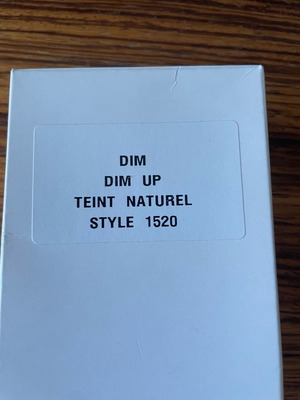 DIM
DIM UP
TEINT NATUREL
STYLE 1520